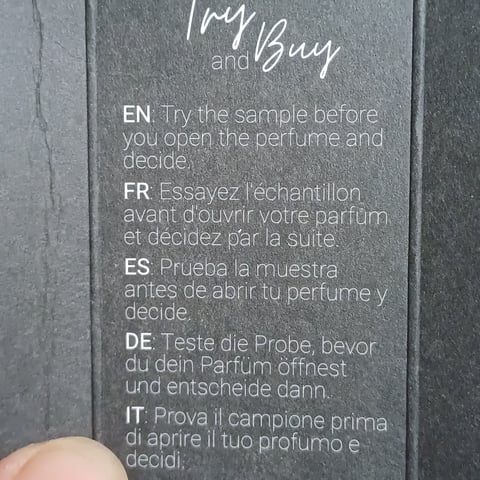 Try
and Buy
EN: Try the sample before
you open the perfume and
decide.
FR: Essayez l'échantillon
avant d'ouvrir votre parfum
et décidez par la suite.
ES: Prueba la muestra
antes de abrir tu perfume y
decide.
DE: Teste die Probe, bevor
du dein Parfüm öffnest
und entscheide dann.
IT: Prova il campione prima
di aprire il tuo profumo e
decidi.